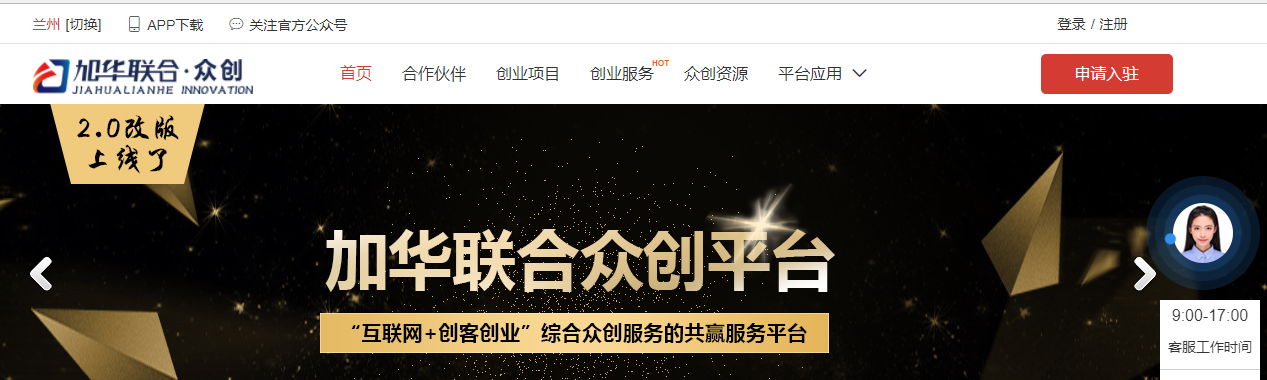 兰州 [切换] APP下载 关注官方公众号 登录 / 注册
加华联合·众创
JIAHUALIANHE INNOVATION
首页 合作伙伴 创业项目 创业服务 HOT 众创资源 平台应用 申请入驻
2.0改版
上线了
加华联合众创平台
“互联网+创客创业”综合众创服务的共赢服务平台
9:00-17:00
客服工作时间